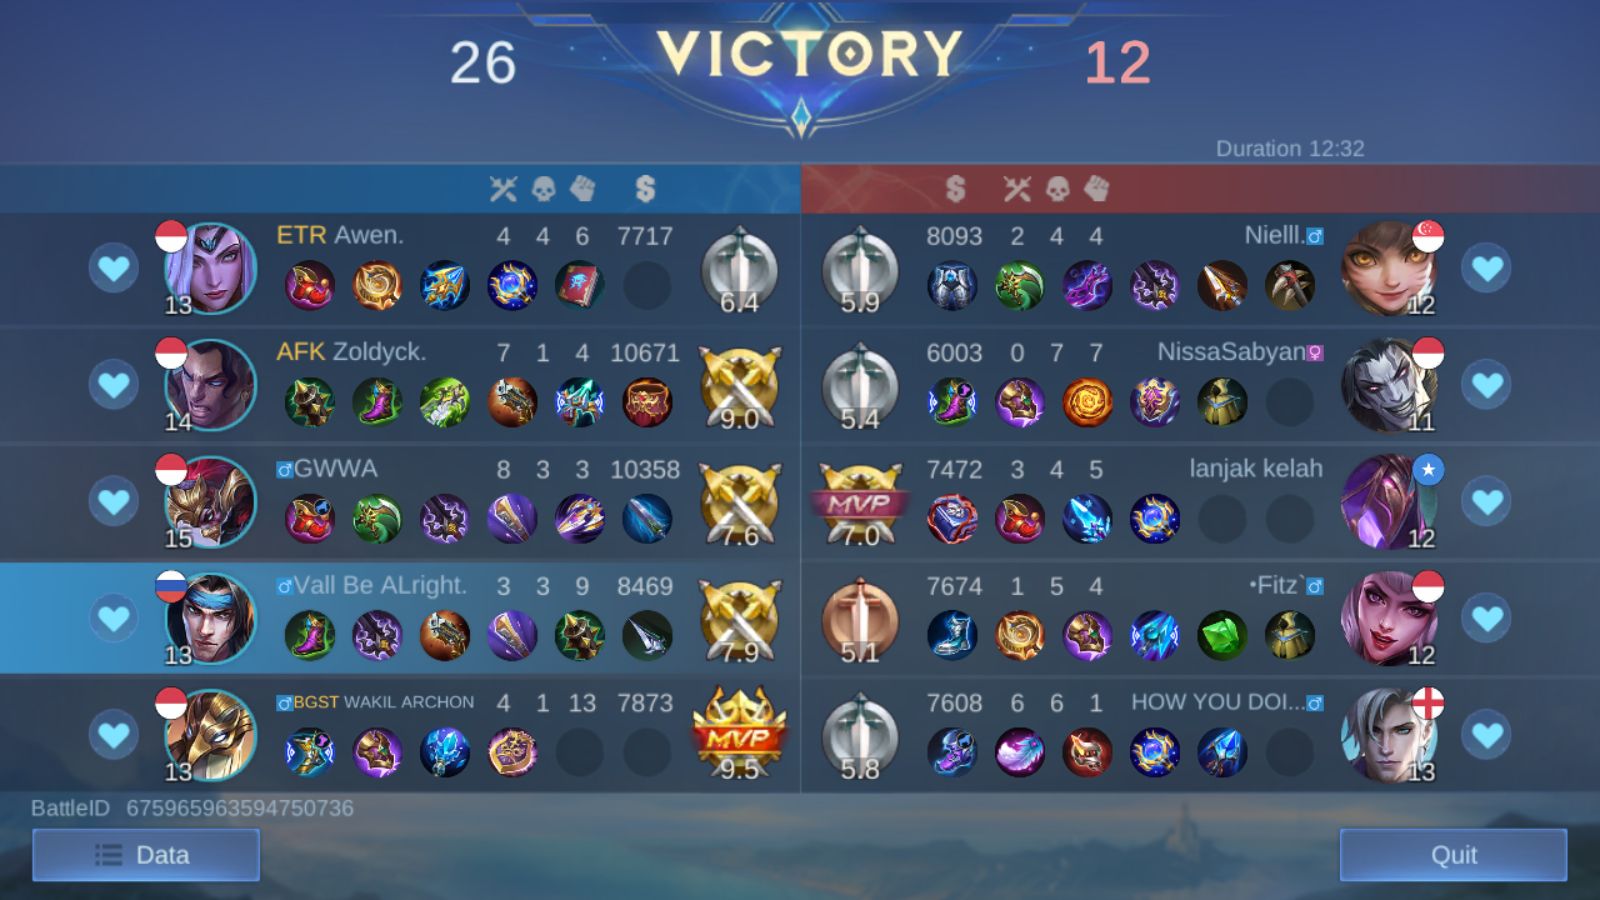 26 VICTORY 12
Duration 12:32
ETR Awen. 4 4 6 7717
13 6.4
5.9 8093 2 4 4 Nielll.
12
AFK Zoldyck. 7 1 4 10671
14 9.0
5.4 6003 0 7 7 NissaSabyan
11
GWWA 8 3 3 10358
15 7.6
MVP 7.0 7472 3 4 5 lanjak kelah
12
Vall Be ALright. 3 3 9 8469
13 7.9
5.1 7674 1 5 4 •Fitz`
12
BGST WAKIL ARCHON 4 1 13 7873
13 MVP 9.5
5.8 7608 6 6 1 HOW YOU DOI...
13
BattleID 675965963594750736
Data Quit